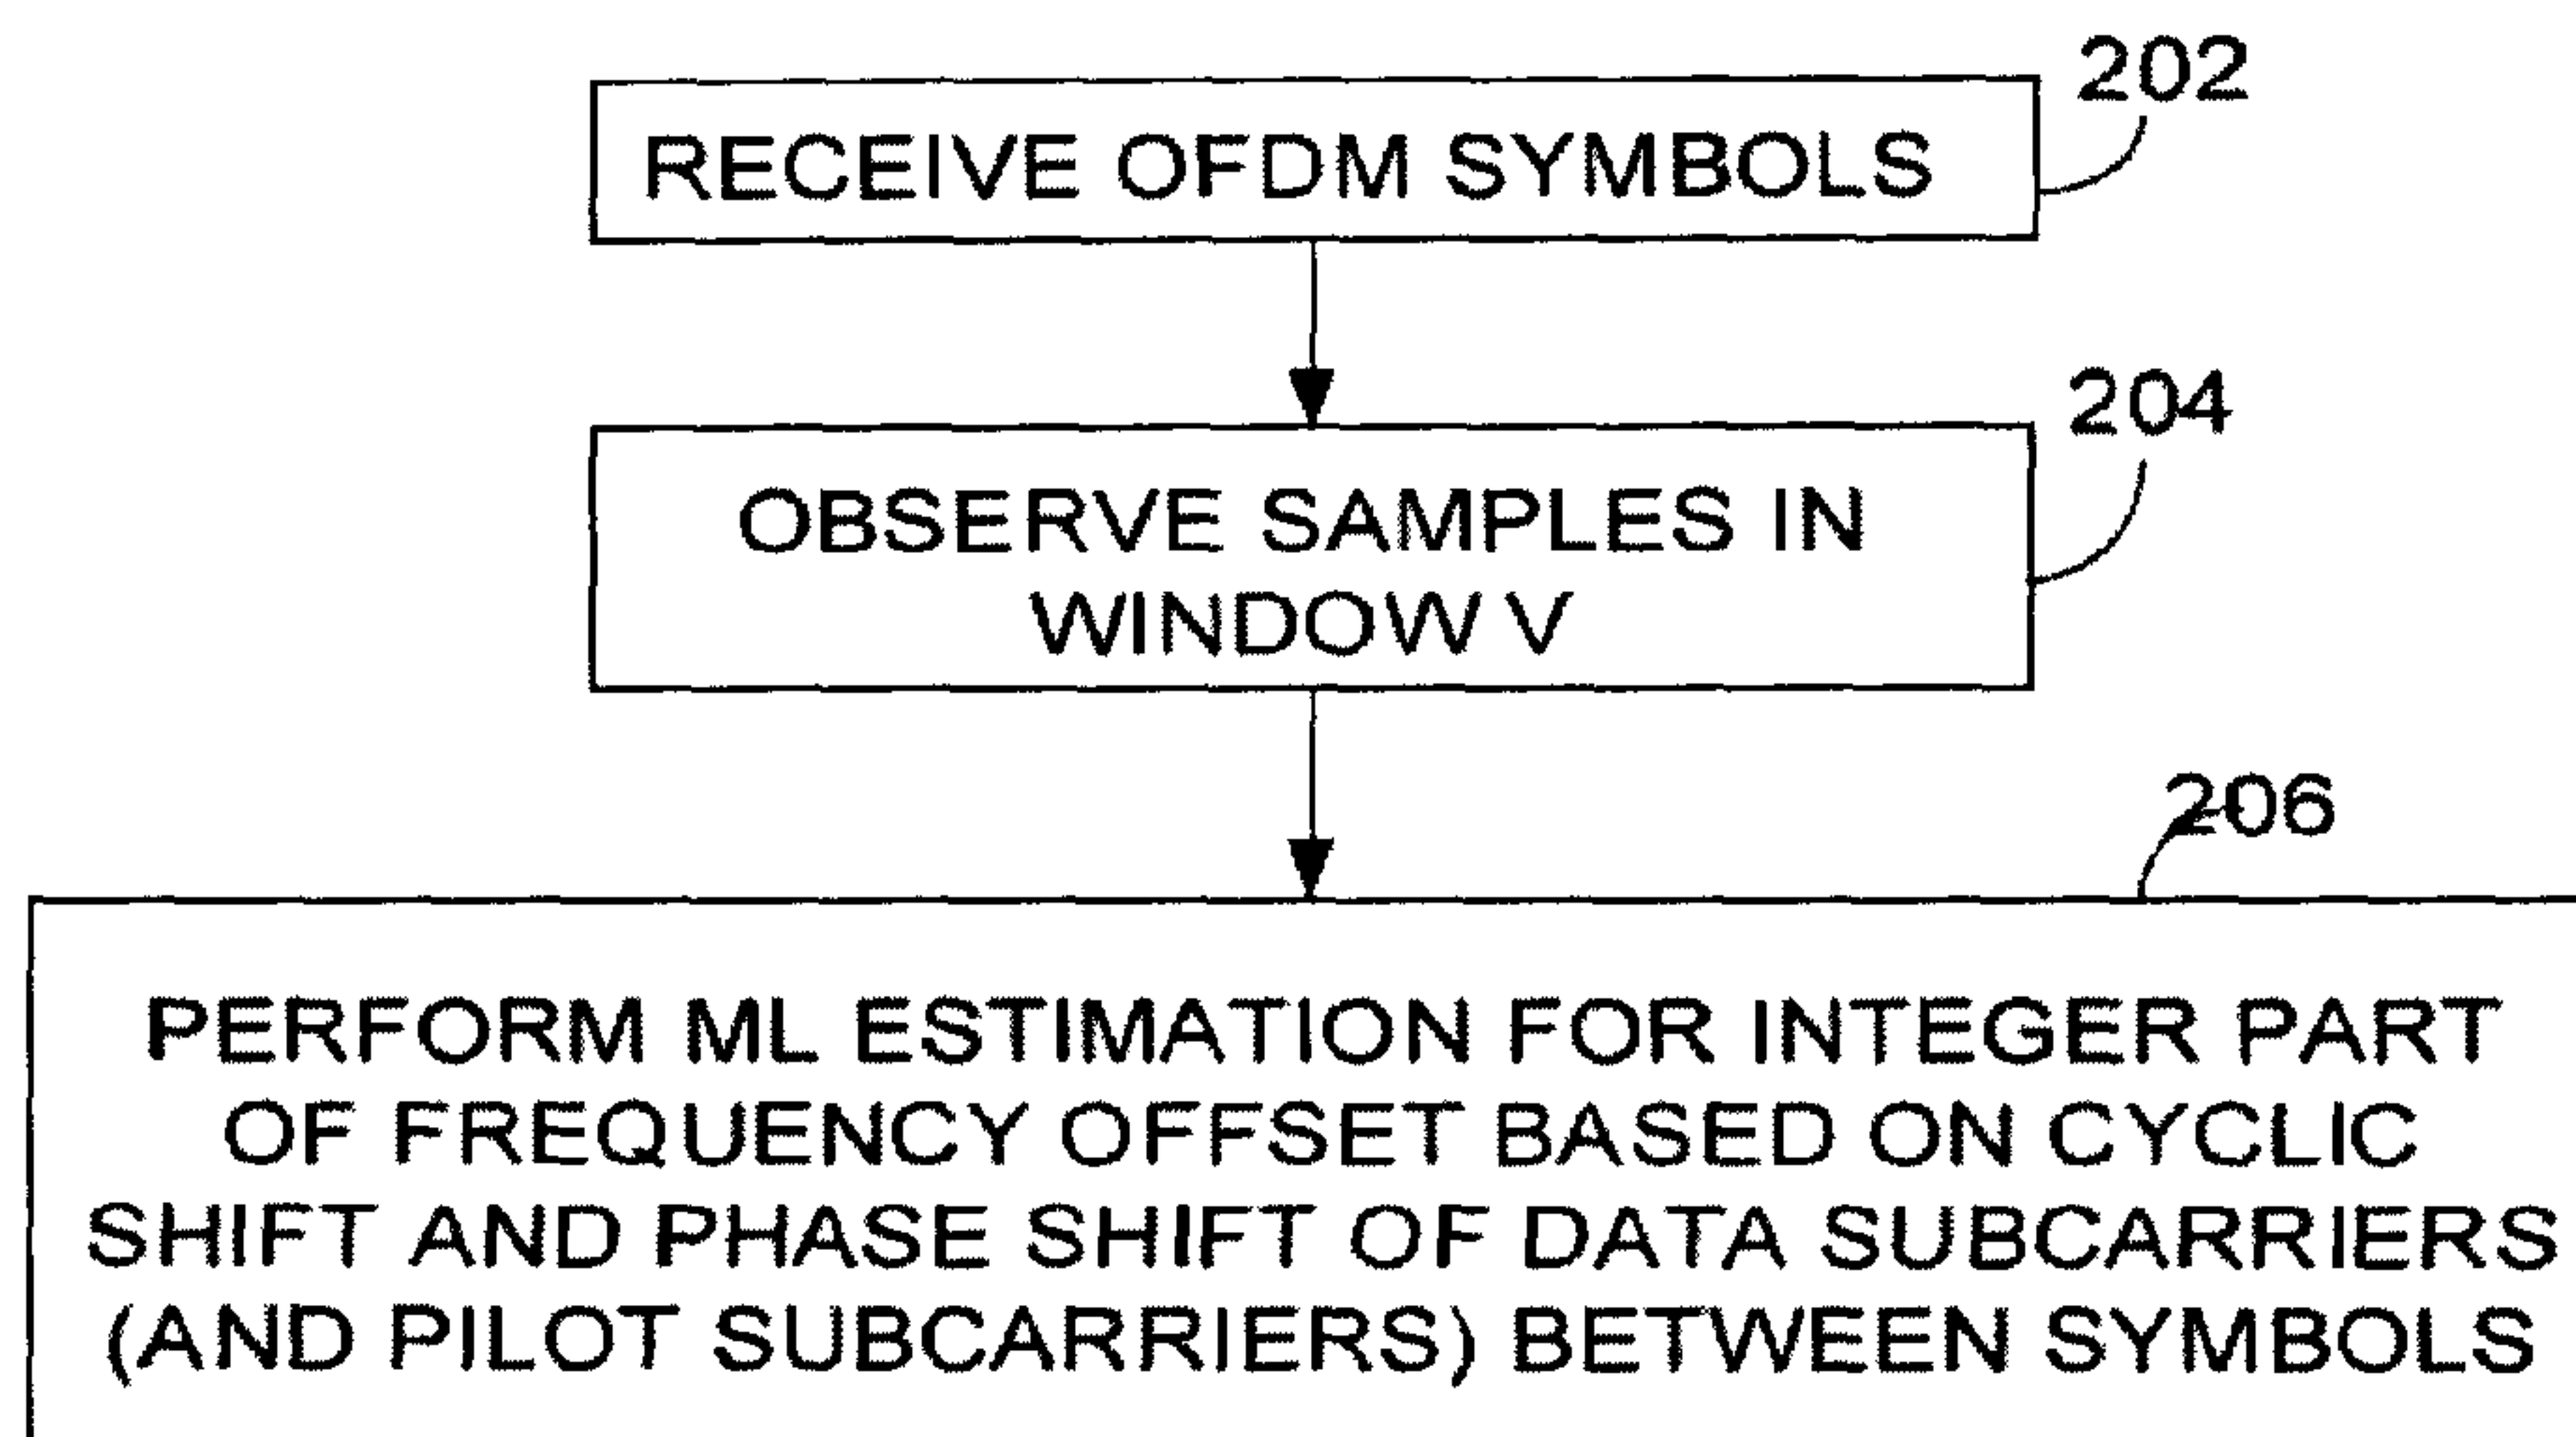 202
RECEIVE OFDM SYMBOLS
204
OBSERVE SAMPLES IN
WINDOW V
206
PERFORM ML ESTIMATION FOR INTEGER PART
OF FREQUENCY OFFSET BASED ON CYCLIC
SHIFT AND PHASE SHIFT OF DATA SUBCARRIERS
(AND PILOT SUBCARRIERS) BETWEEN SYMBOLS